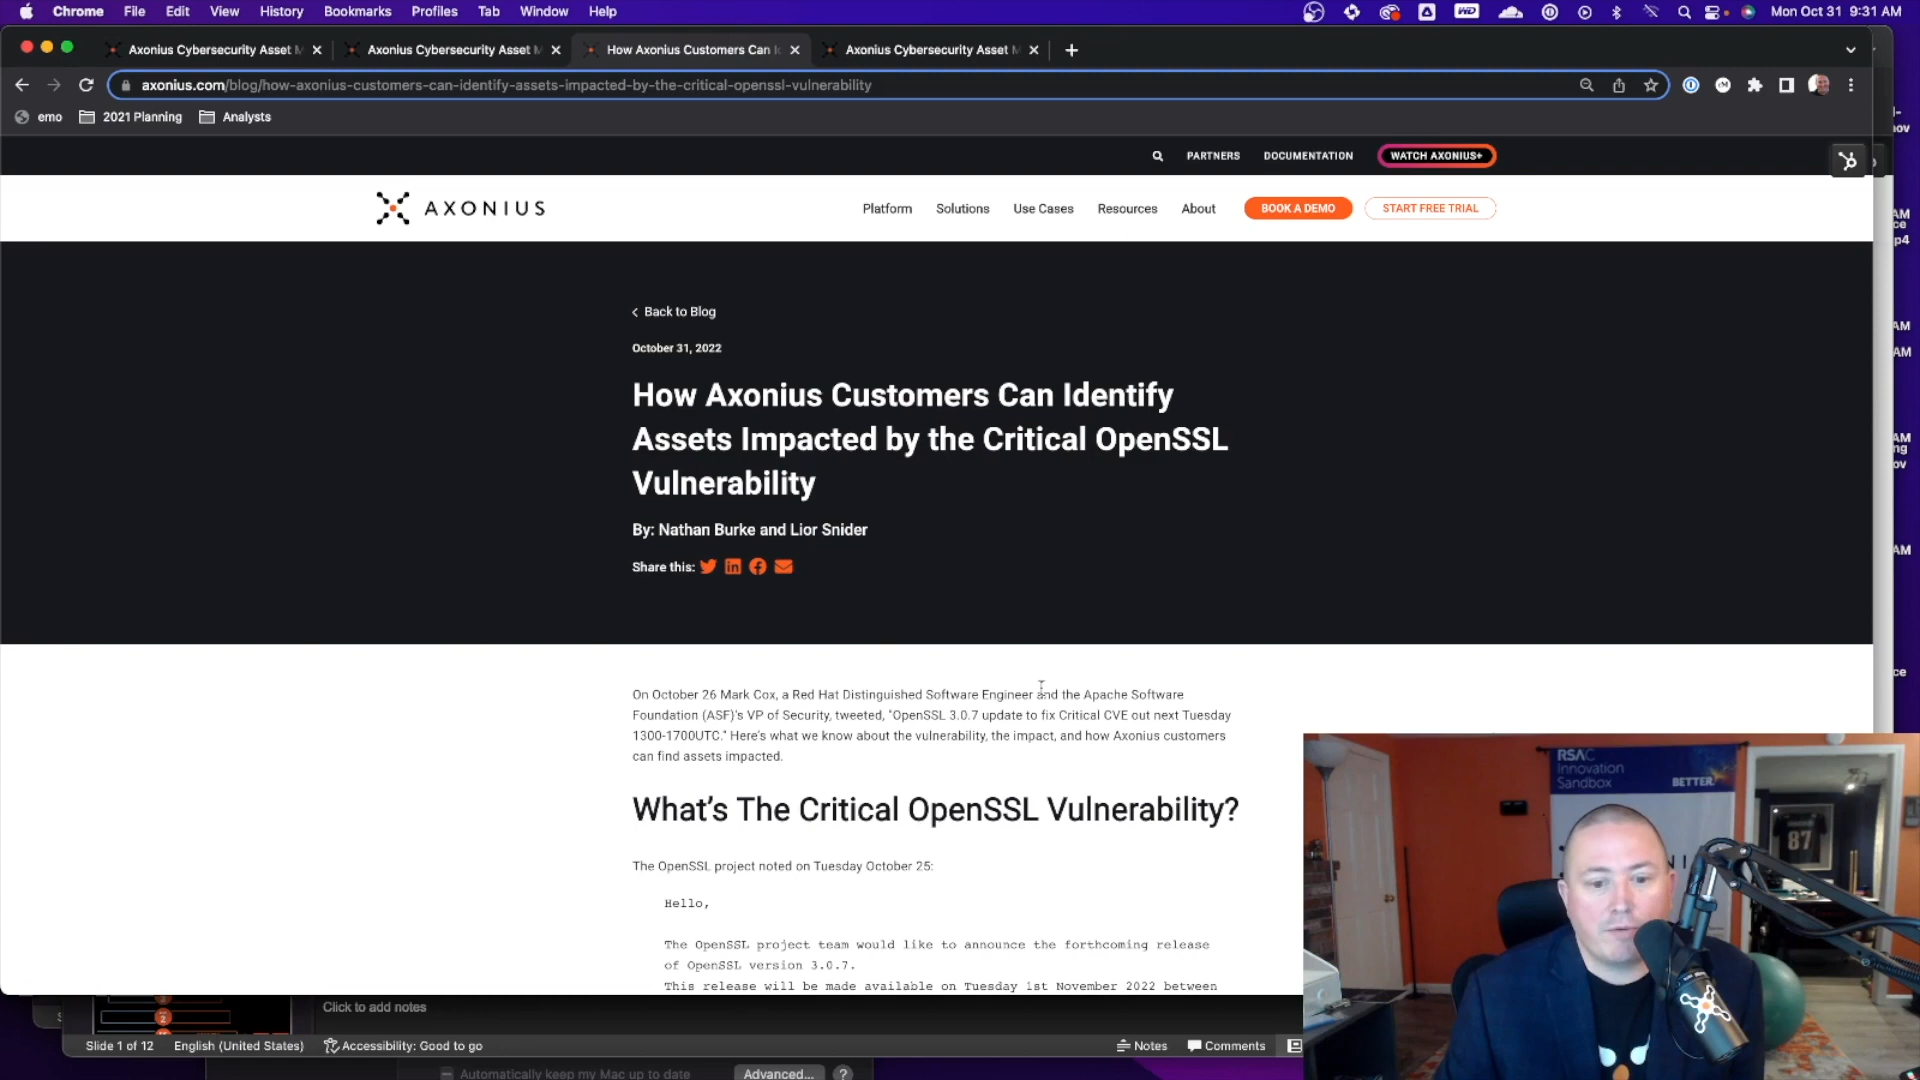 Chrome File Edit View History Bookmarks Profiles Tab Window Help
Mon Oct 31 9:31 AM
Axonius Cybersecurity Asset M
Axonius Cybersecurity Asset M
How Axonius Customers Can I
Axonius Cybersecurity Asset M
axonius.com/blog/how-axonius-customers-can-identify-assets-impacted-by-the-critical-openssl-vulnerability
emo
2021 Planning
Analysts
PARTNERS
DOCUMENTATION
WATCH AXONIUS+
AXONIUS
Platform
Solutions
Use Cases
Resources
About
BOOK A DEMO
START FREE TRIAL
Back to Blog
October 31, 2022
How Axonius Customers Can Identify
Assets Impacted by the Critical OpenSSL
Vulnerability
By: Nathan Burke and Lior Snider
Share this:
On October 26 Mark Cox, a Red Hat Distinguished Software Engineer and the Apache Software
Foundation (ASF)'s VP of Security, tweeted, "OpenSSL 3.0.7 update to fix Critical CVE out next Tuesday
1300-1700UTC." Here's what we know about the vulnerability, the impact, and how Axonius customers
can find assets impacted.
What's The Critical OpenSSL Vulnerability?
The OpenSSL project noted on Tuesday October 25:
Hello,
The OpenSSL project team would like to announce the forthcoming release
of OpenSSL version 3.0.7.
This release will be made available on Tuesday 1st November 2022 between
RSAC
Innovation
Sandbox
BETTER.
87
Click to add notes
Slide 1 of 12
English (United States)
Accessibility: Good to go
Notes
Comments
Automatically keep my Mac up to date
Advanced...
?